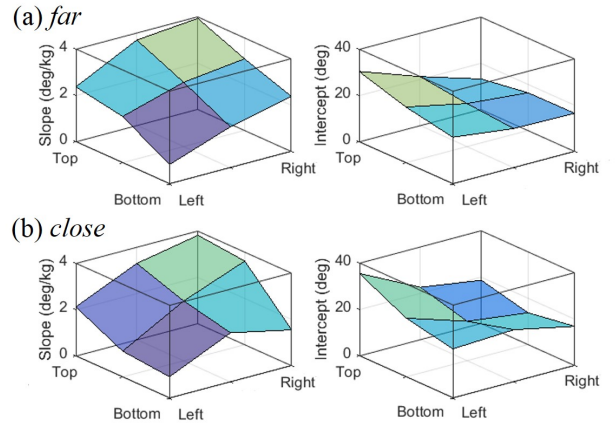 (a) far
Slope (deg/kg)
4
2
0
Top
Bottom
Left
Right
Intercept (deg)
40
20
0
Top
Bottom
Left
Right
(b) close
Slope (deg/kg)
4
2
0
Top
Bottom
Left
Right
Intercept (deg)
40
20
0
Top
Bottom
Left
Right